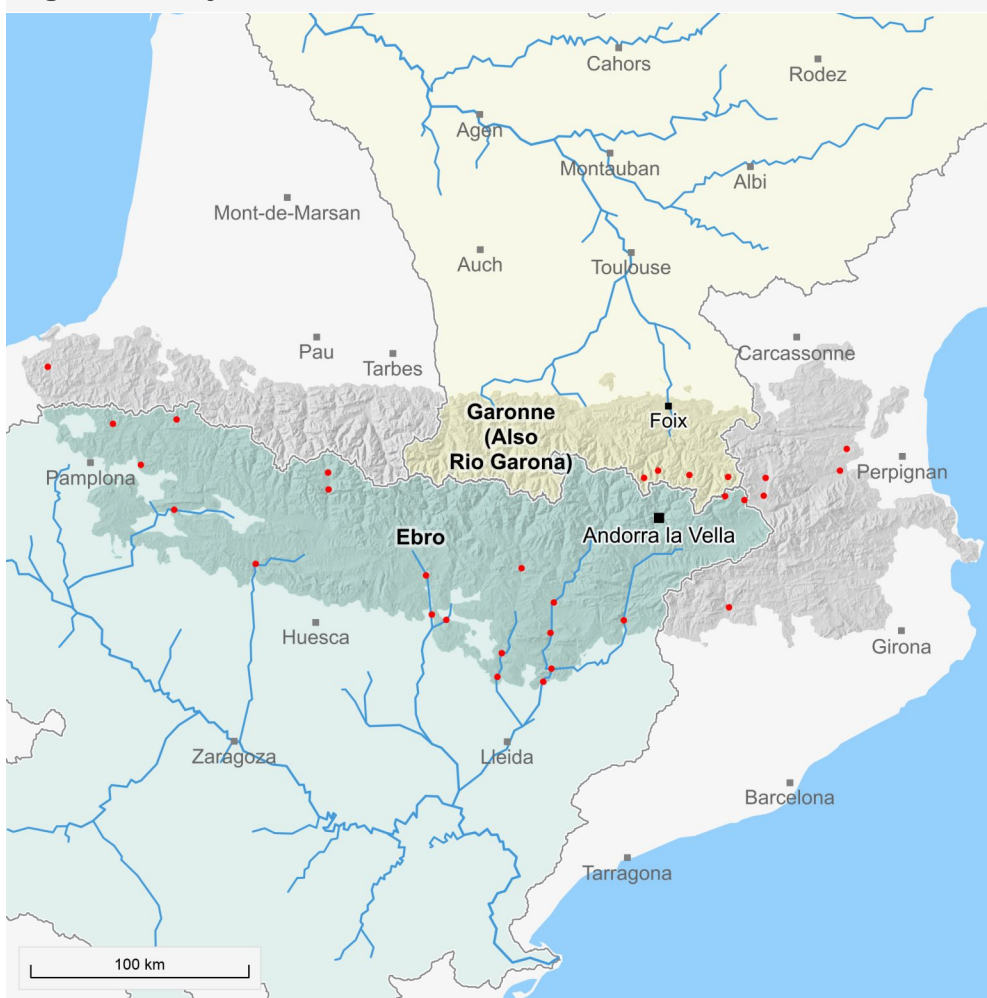 Cahors
Rodez
Agen
Montauban
Albi
Mont-de-Marsan
Auch
Toulouse
Pau
Tarbes
Carcassonne
Garonne
(Also
Rio Garona)
Foix
Pamplona
Perpignan
Ebro
Andorra la Vella
Huesca
Girona
Zaragoza
Lleida
Barcelona
Tarragona
100 km